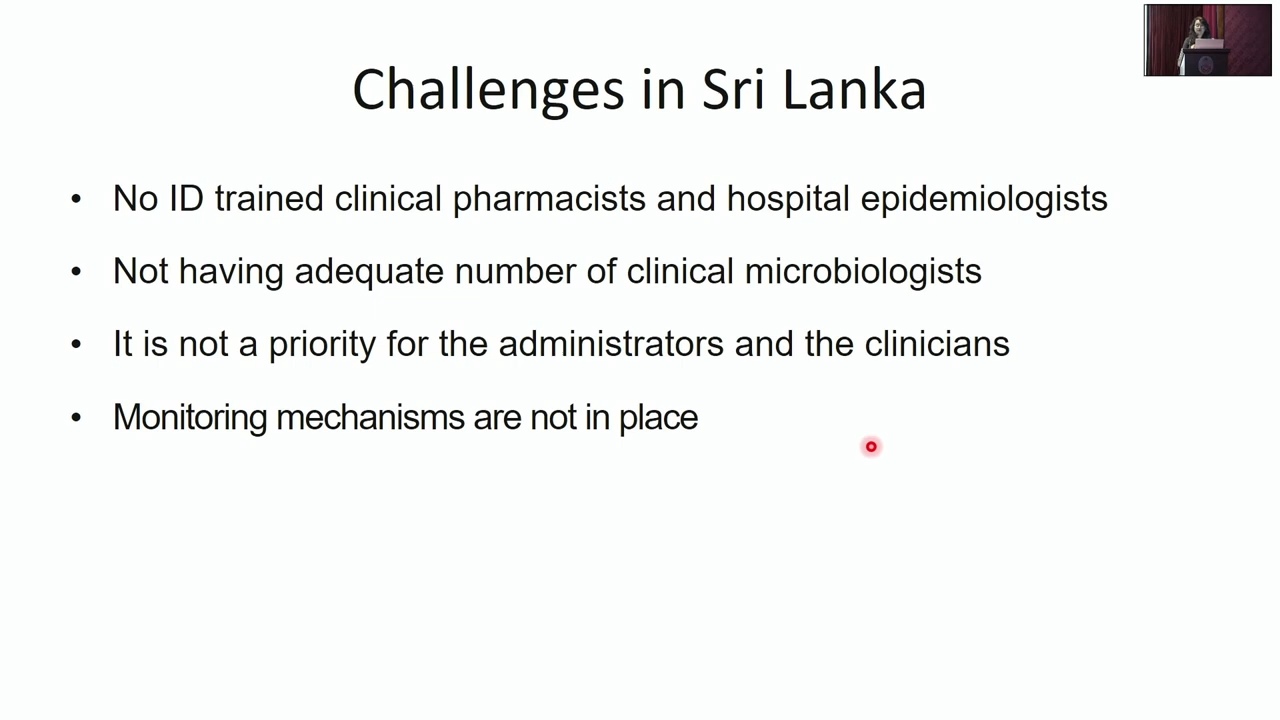 Challenges in Sri Lanka
• No ID trained clinical pharmacists and hospital epidemiologists
• Not having adequate number of clinical microbiologists
• It is not a priority for the administrators and the clinicians
• Monitoring mechanisms are not in place